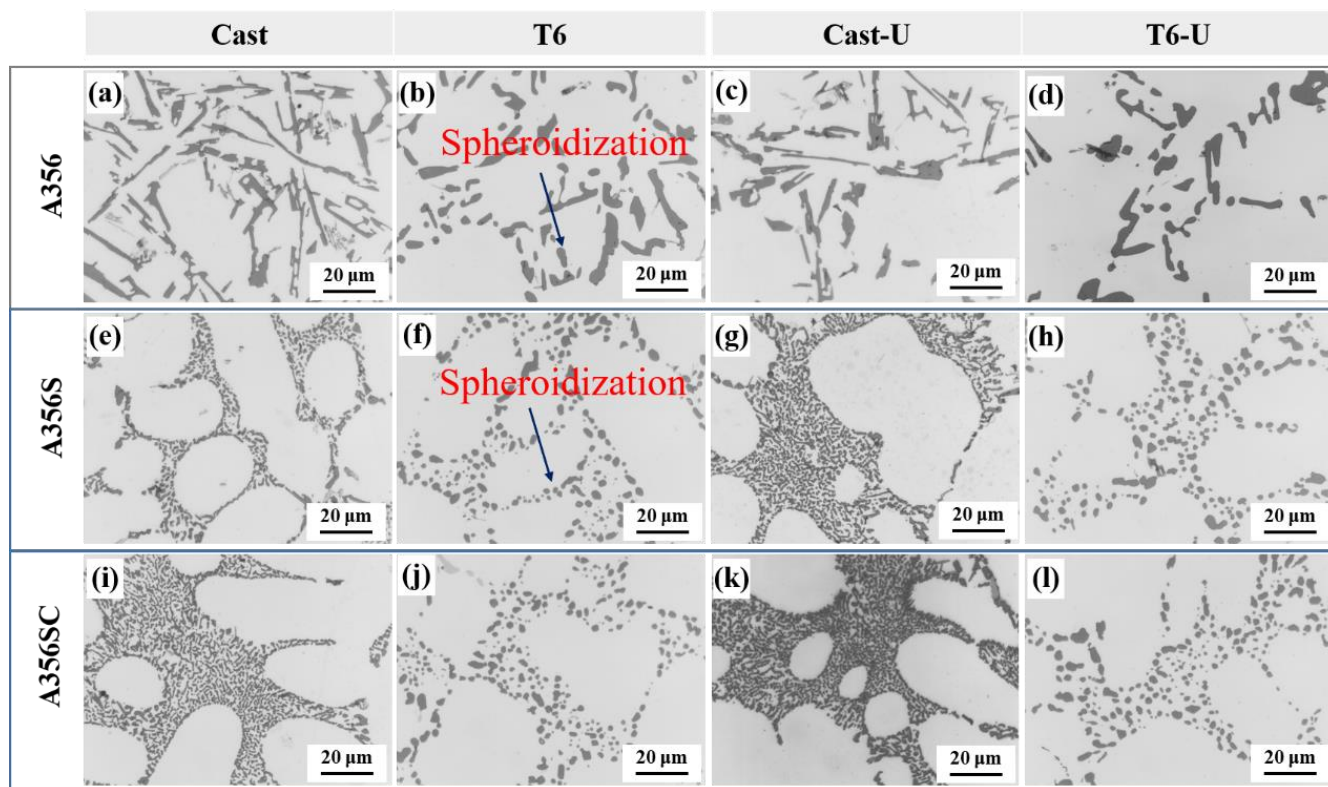 Cast T6 Cast-U T6-U
A356
(a) (b) (c) (d)
Spheroidization
20 µm 20 µm 20 µm 20 µm
A356S
(e) (f) (g) (h)
Spheroidization
20 µm 20 µm 20 µm 20 µm
A356SC
(i) (j) (k) (l)
20 µm 20 µm 20 µm 20 µm